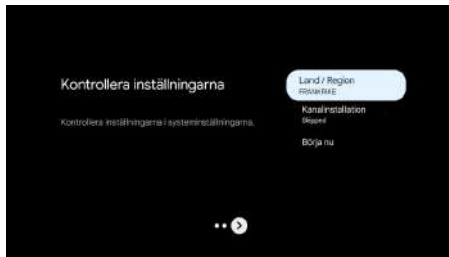 Kontrollera inställningarna
Kontrollera inställningarna i systeminställningarna.
Land / Region
FRANKRIKE
Kanalinstallation
Skipped
Börja nu